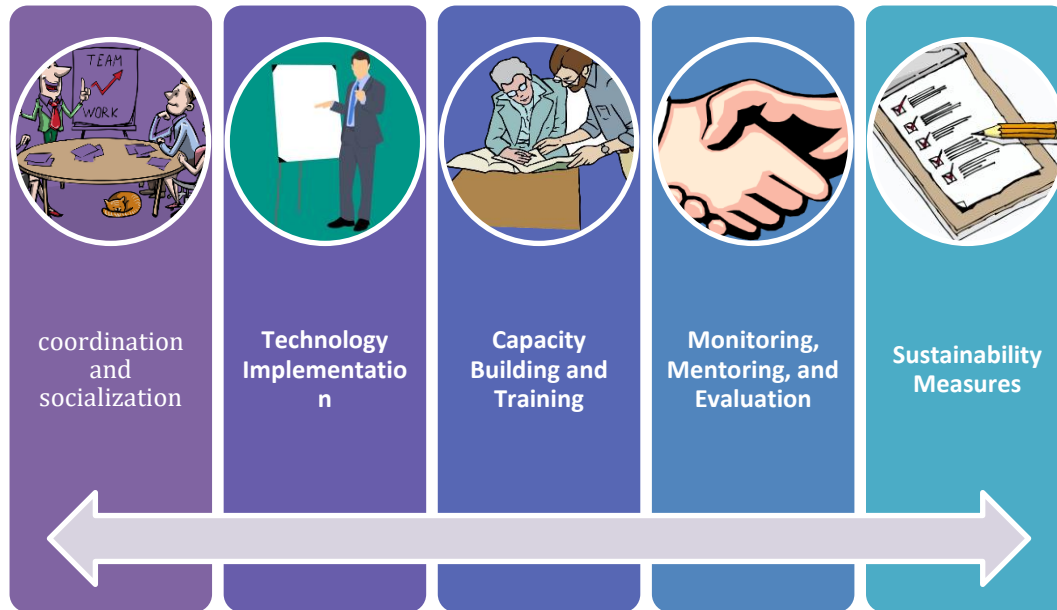 TEAM
WORK
coordination
and
socialization
Technology
Implementatio
n
Capacity
Building and
Training
Monitoring,
Mentoring, and
Evaluation
Sustainability
Measures